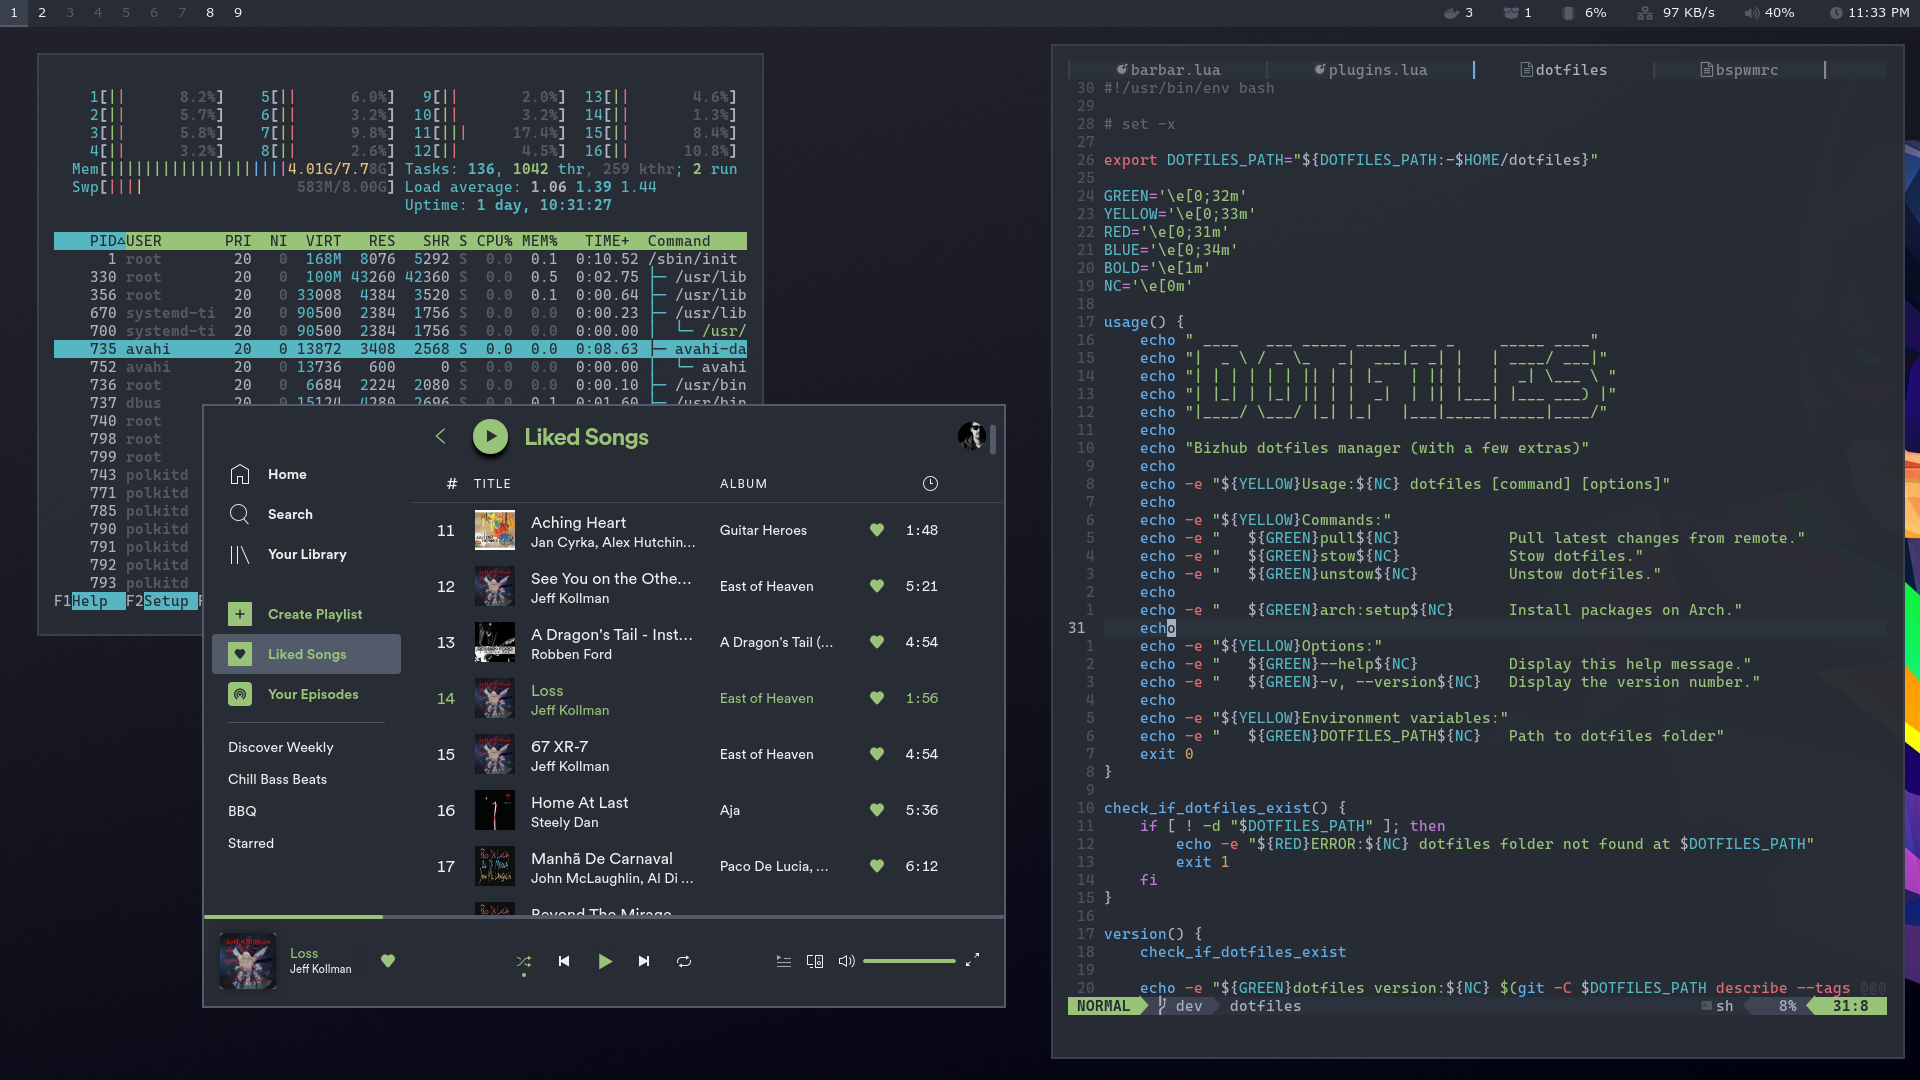 1 2 3 4 5 6 7 8 9
3 1 6% 97 KB/s 40% 11:33 PM
1[|| 8.2%] 5[|| 6.0%] 9[|| 2.0%] 13[|| 4.6%]
2[|| 5.7%] 6[|| 3.2%] 10[|| 3.2%] 14[|| 1.3%]
3[|| 5.8%] 7[|| 9.8%] 11[||| 17.4%] 15[|| 8.4%]
4[|| 3.2%] 8[|| 2.6%] 12[|| 4.5%] 16[|| 10.8%]
Mem[||||||||||||||||||||4.01G/7.78G] Tasks: 136, 1042 thr, 259 kthr; 2 run
Swp[|||| 583M/8.00G] Load average: 1.06 1.39 1.44
Uptime: 1 day, 10:31:27
PID△USER PRI NI VIRT RES SHR S CPU% MEM% TIME+ Command
1 root 20 0 168M 8076 5292 S 0.0 0.1 0:10.52 /sbin/init
330 root 20 0 100M 43260 42360 S 0.0 0.5 0:02.75 ├─ /usr/lib
356 root 20 0 33008 4384 3520 S 0.0 0.1 0:00.64 ├─ /usr/lib
670 systemd-ti 20 0 90500 2384 1756 S 0.0 0.0 0:00.23 ├─ /usr/lib
700 systemd-ti 20 0 90500 2384 1756 S 0.0 0.0 0:00.00 │ └─ /usr/
735 avahi 20 0 13872 3408 2568 S 0.0 0.0 0:08.63 ├─ avahi-da
752 avahi 20 0 13736 600 0 S 0.0 0.0 0:00.00 │ └─ avahi
736 root 20 0 6684 2224 2080 S 0.0 0.0 0:00.10 ├─ /usr/bin
737 dbus 20 0 15124 4280 2696 S 0.0 0.1 0:01.60 ├─ /usr/bin
740 root
798 root
799 root
743 polkitd
771 polkitd
785 polkitd
790 polkitd
791 polkitd
792 polkitd
793 polkitd
F1Help F2Setup F
Home
Search
Your Library
Create Playlist
Liked Songs
Your Episodes
Discover Weekly
Chill Bass Beats
BBQ
Starred
Liked Songs
# TITLE ALBUM
11 Aching Heart Guitar Heroes 1:48
Jan Cyrka, Alex Hutchin...
12 See You on the Othe... East of Heaven 5:21
Jeff Kollman
13 A Dragon's Tail - Inst... A Dragon's Tail (... 4:54
Robben Ford
14 Loss East of Heaven 1:56
Jeff Kollman
15 67 XR-7 East of Heaven 4:54
Jeff Kollman
16 Home At Last Aja 5:36
Steely Dan
17 Manhã De Carnaval Paco De Lucia, ... 6:12
John McLaughlin, Al Di ...
Beyond The Mirage
Loss
Jeff Kollman
barbar.lua plugins.lua dotfiles bspwmrc
30 #!/usr/bin/env bash
29
28 # set -x
27
26 export DOTFILES_PATH="${DOTFILES_PATH:-$HOME/dotfiles}"
25
24 GREEN='\e[0;32m'
23 YELLOW='\e[0;33m'
22 RED='\e[0;31m'
21 BLUE='\e[0;34m'
20 BOLD='\e[1m'
19 NC='\e[0m'
18
17 usage() {
16 echo " ____   ___ _____ _____ ___ _     _____ ____"
15 echo "|  _ \ / _ \_   _|  ___|_ _| |   | ____/ ___|"
14 echo "| | | | | | || | | |_   | || |   |  _| \___ \ "
13 echo "| |_| | |_| || | |  _|  | || |___| |___ ___) |"
12 echo "|____/ \___/ |_| |_|   |___|_____|_____|____/"
11 echo
10 echo "Bizhub dotfiles manager (with a few extras)"
9 echo
8 echo -e "${YELLOW}Usage:${NC} dotfiles [command] [options]"
7 echo
6 echo -e "${YELLOW}Commands:"
5 echo -e "   ${GREEN}pull${NC}            Pull latest changes from remote."
4 echo -e "   ${GREEN}stow${NC}            Stow dotfiles."
3 echo -e "   ${GREEN}unstow${NC}          Unstow dotfiles."
2 echo
1 echo -e "   ${GREEN}arch:setup${NC}      Install packages on Arch."
31 echo
1 echo -e "${YELLOW}Options:"
2 echo -e "   ${GREEN}--help${NC}          Display this help message."
3 echo -e "   ${GREEN}-v, --version${NC}   Display the version number."
4 echo
5 echo -e "${YELLOW}Environment variables:"
6 echo -e "   ${GREEN}DOTFILES_PATH${NC}   Path to dotfiles folder"
7 exit 0
8 }
9
10 check_if_dotfiles_exist() {
11 if [ ! -d "$DOTFILES_PATH" ]; then
12 echo -e "${RED}ERROR:${NC} dotfiles folder not found at $DOTFILES_PATH"
13 exit 1
14 fi
15 }
16
17 version() {
18 check_if_dotfiles_exist
19
20 echo -e "${GREEN}dotfiles version:${NC} $(git -C $DOTFILES_PATH describe --tags @@@
NORMAL dev dotfiles sh 8% 31:8